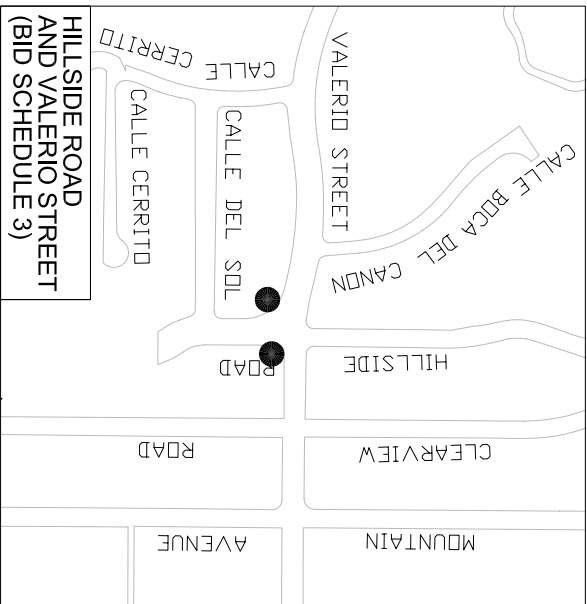 HILLSIDE ROAD
AND VALERIO STREET
(BID SCHEDULE 3)
CALLE CERRITO
VALERIO STREET
CALLE BOCA DEL CANON
CALLE CERRITO
CALLE DEL SOL
HILLSIDE ROAD
CLEARVIEW ROAD
MOUNTAIN AVENUE